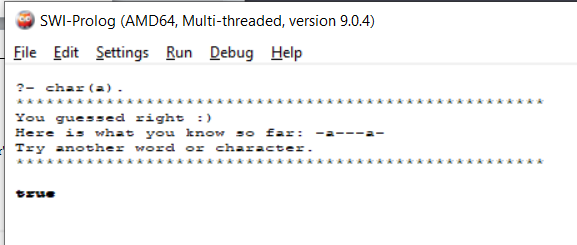 SWI-Prolog (AMD64, Multi-threaded, version 9.0.4)
File Edit Settings Run Debug Help
?- char(a).
*****************************************************
You guessed right :)
Here is what you know so far: -a---a-
Try another word or character.
*****************************************************
true